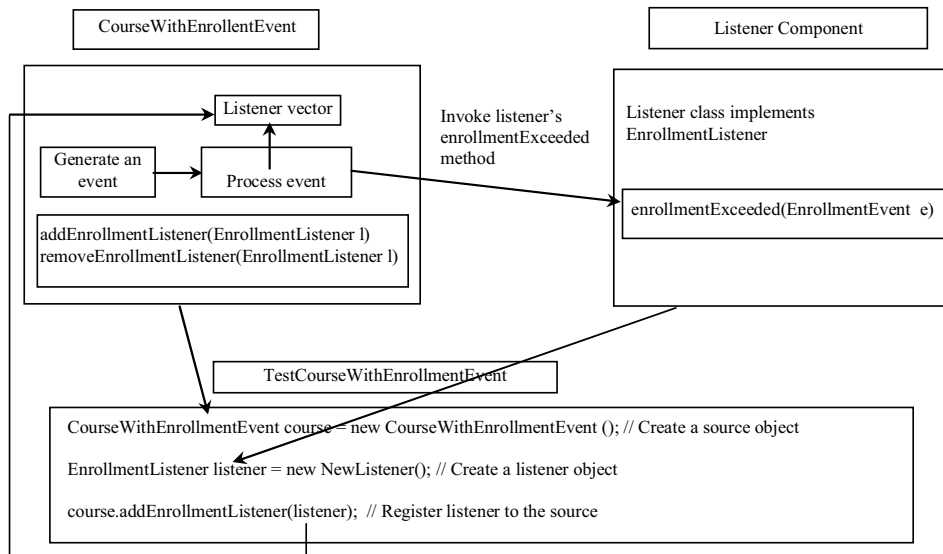 CourseWithEnrollentEvent
Listener Component
Listener vector
Generate an
event
Process event
addEnrollmentListener(EnrollmentListener l)
removeEnrollmentListener(EnrollmentListener l)
Invoke listener’s
enrollmentExceeded
method
Listener class implements
EnrollmentListener
enrollmentExceeded(EnrollmentEvent e)
TestCourseWithEnrollmentEvent
CourseWithEnrollmentEvent course = new CourseWithEnrollmentEvent (); // Create a source object
EnrollmentListener listener = new NewListener(); // Create a listener object
course.addEnrollmentListener(listener); // Register listener to the source